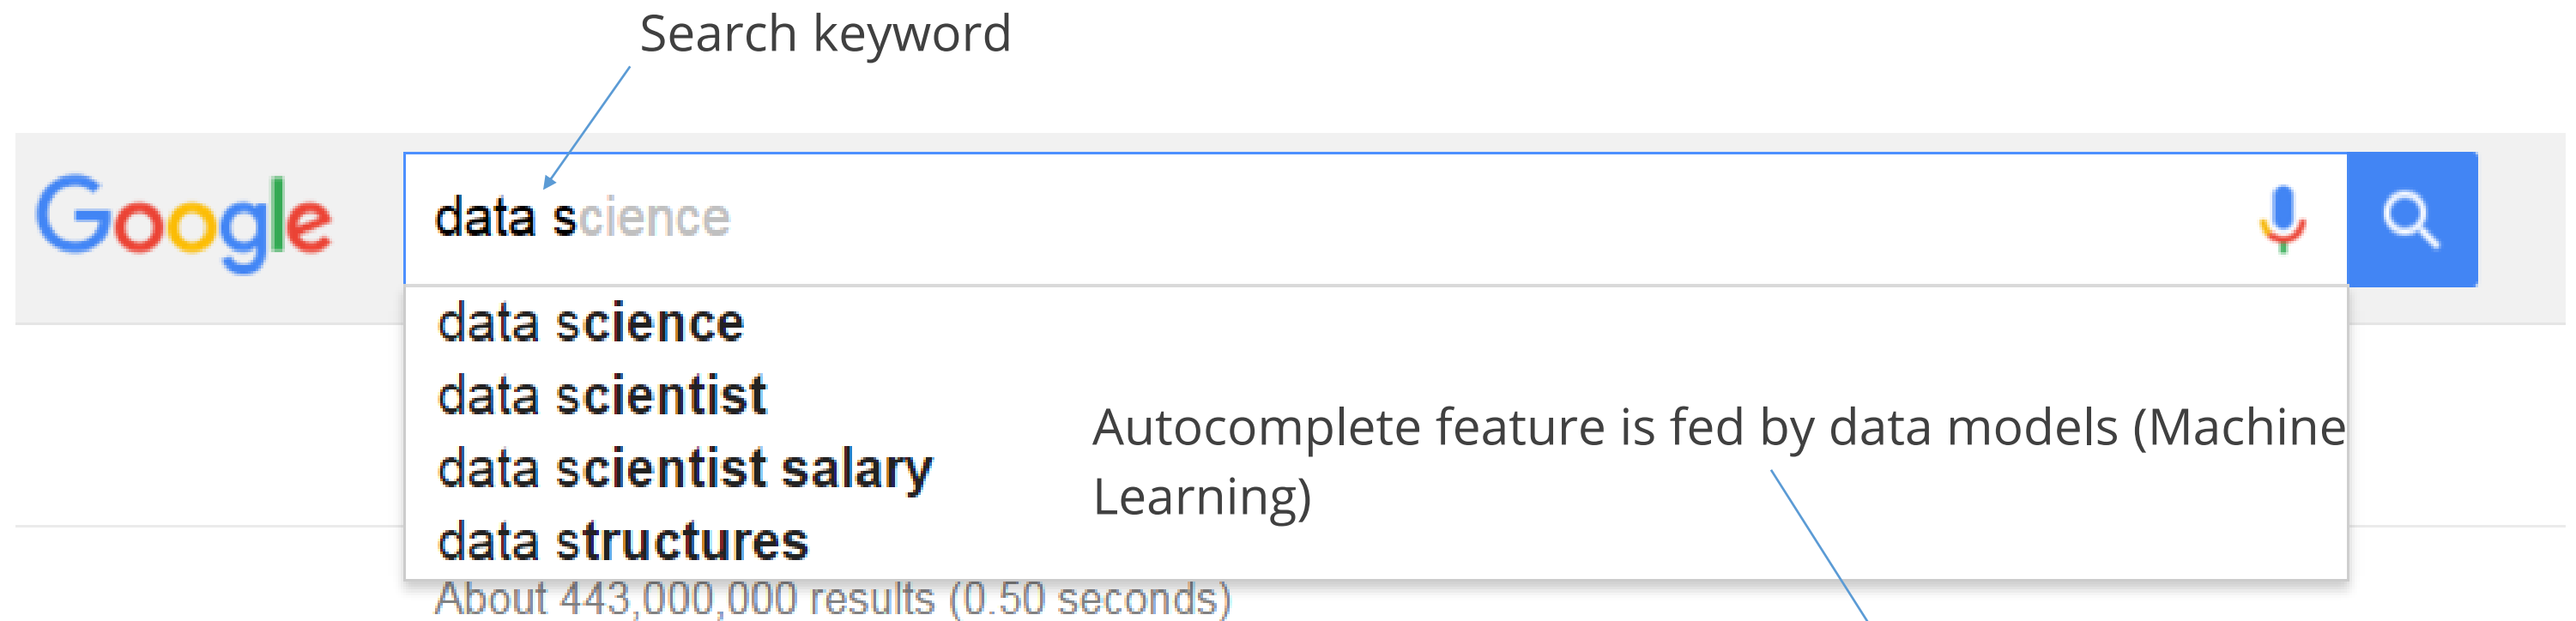 Search keyword
Google
data science
data science
data scientist
data scientist salary
data structures
Autocomplete feature is fed by data models (Machine
Learning)
About 443,000,000 results (0.50 seconds)